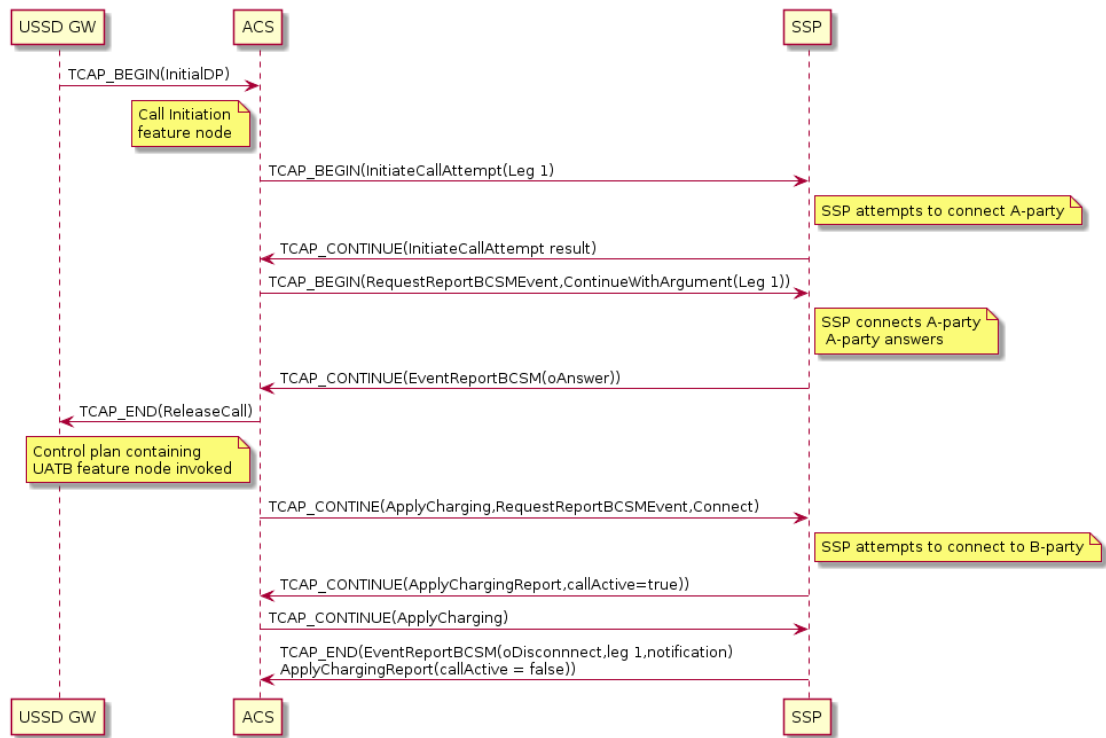 USSD GW ACS SSP
TCAP_BEGIN(InitialDP)
Call Initiation
feature node
TCAP_BEGIN(InitiateCallAttempt(Leg 1)
SSP attempts to connect A-party
TCAP_CONTINUE(InitiateCallAttempt result)
TCAP_BEGIN(RequestReportBCSMEvent,ContinueWithArgument(Leg 1))
SSP connects A-party
A-party answers
TCAP_CONTINUE(EventReportBCSM(oAnswer))
TCAP_END(ReleaseCall)
Control plan containing
UATB feature node invoked
TCAP_CONTINE(ApplyCharging,RequestReportBCSMEvent,Connect)
SSP attempts to connect to B-party
TCAP_CONTINUE(ApplyChargingReport,callActive=true))
TCAP_CONTINUE(ApplyCharging)
TCAP_END(EventReportBCSM(oDisconnnect,leg 1,notification)
ApplyChargingReport(callActive = false))
USSD GW ACS SSP